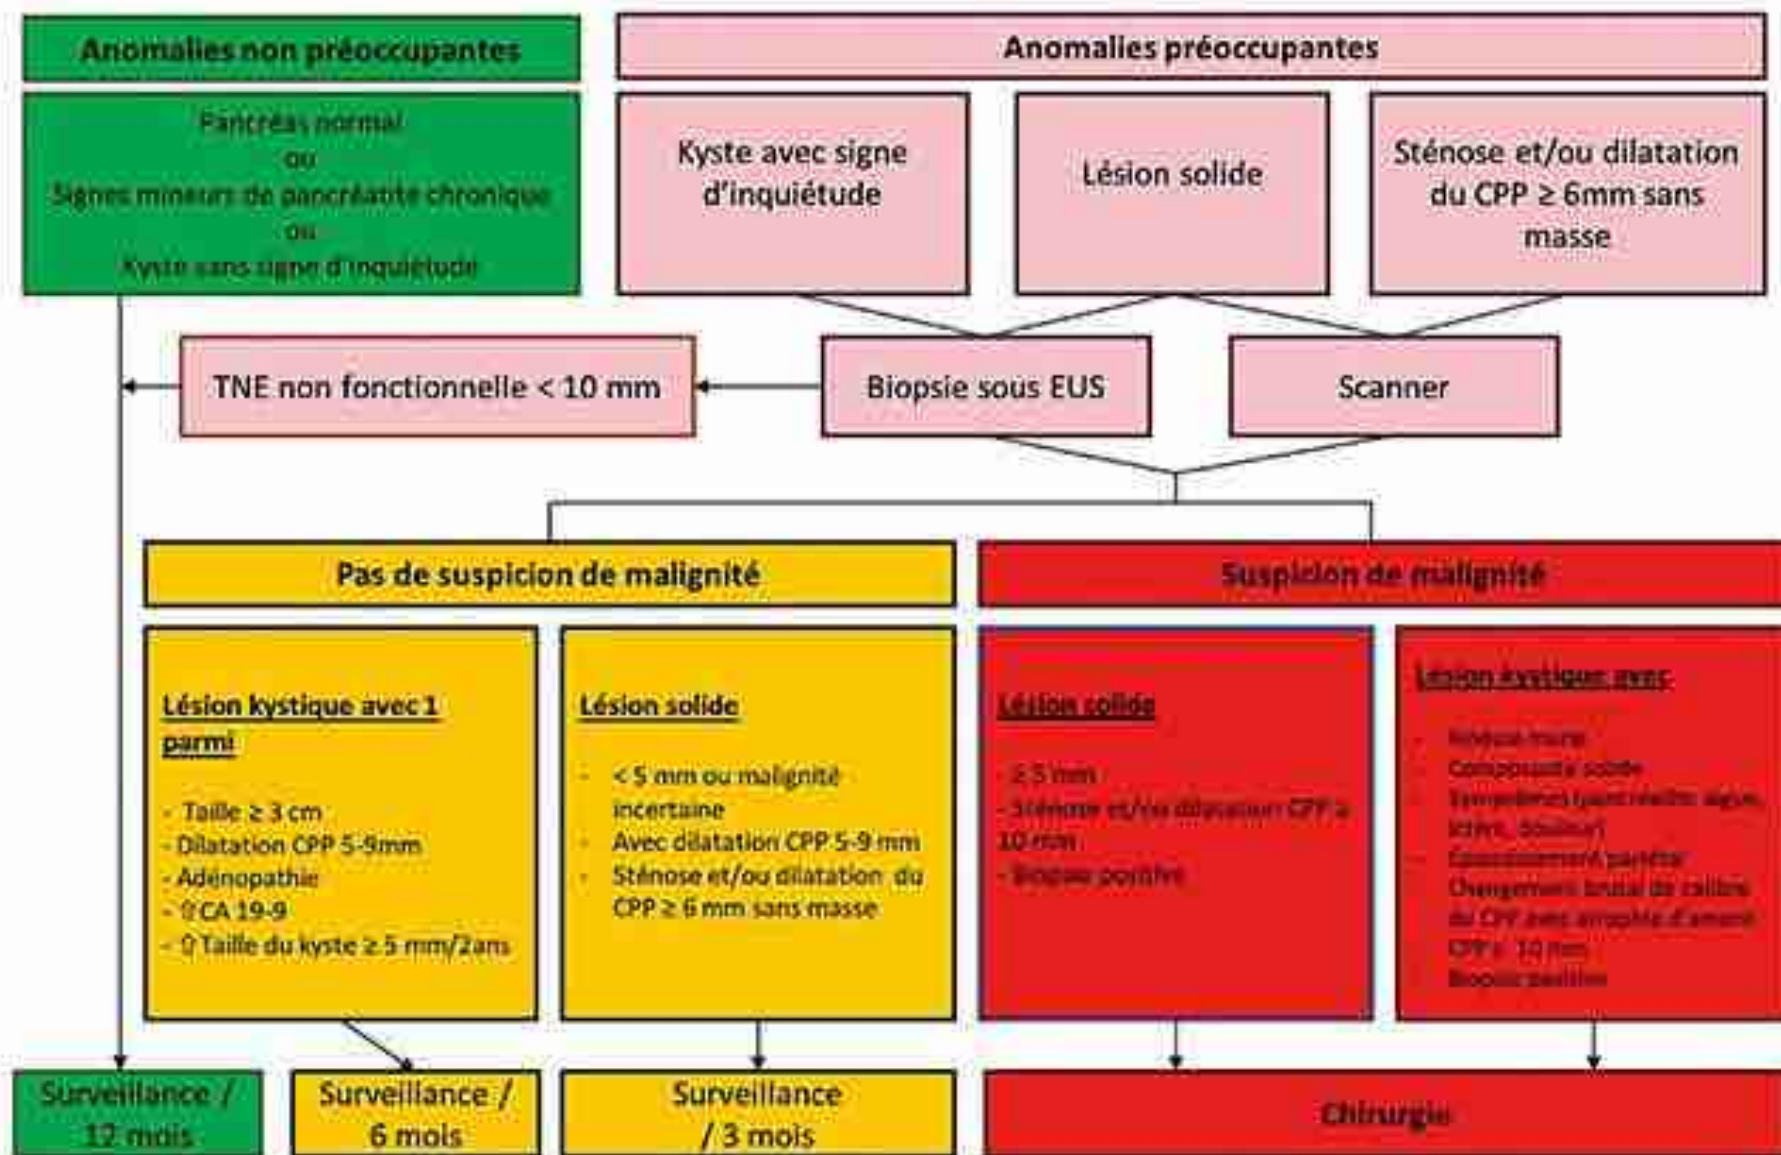 Anomalies non préoccupantes
Anomalies préoccupantes
Pancréas normal
ou
Signes mineurs de pancréatite chronique
ou
Kyste sans signe d'inquiétude
Kyste avec signe
d'inquiétude
Lésion solide
Sténose et/ou dilatation
du CPP ≥ 6mm sans
masse
TNE non fonctionnelle < 10 mm
Biopsie sous EUS
Scanner
Pas de suspicion de malignité
Suspicion de malignité
Lésion kystique avec 1
parmi
- Taille ≥ 3 cm
- Dilatation CPP 5-9mm
- Adénopathie
- ⇧CA 19-9
- ⇧Taille du kyste ≥ 5 mm/2ans
Lésion solide
- < 5 mm ou malignité
incertaine
- Avec dilatation CPP 5-9 mm
- Sténose et/ou dilatation du
CPP ≥ 6 mm sans masse
Lésion solide
- ≥ 5 mm
- Sténose et/ou dilatation CPP ≥
10 mm
- Biopsie positive
Lésion kystique avec
- Composante solide
- Symptômes (pancréatite aigue,
ictère, douleur)
- Epaississement pariétal
- Changement brutal de calibre
du CPP avec atrophie d'amont
- CPP ≥ 10 mm
- Biopsie positive
Surveillance /
12 mois
Surveillance /
6 mois
Surveillance
/ 3 mois
Chirurgie